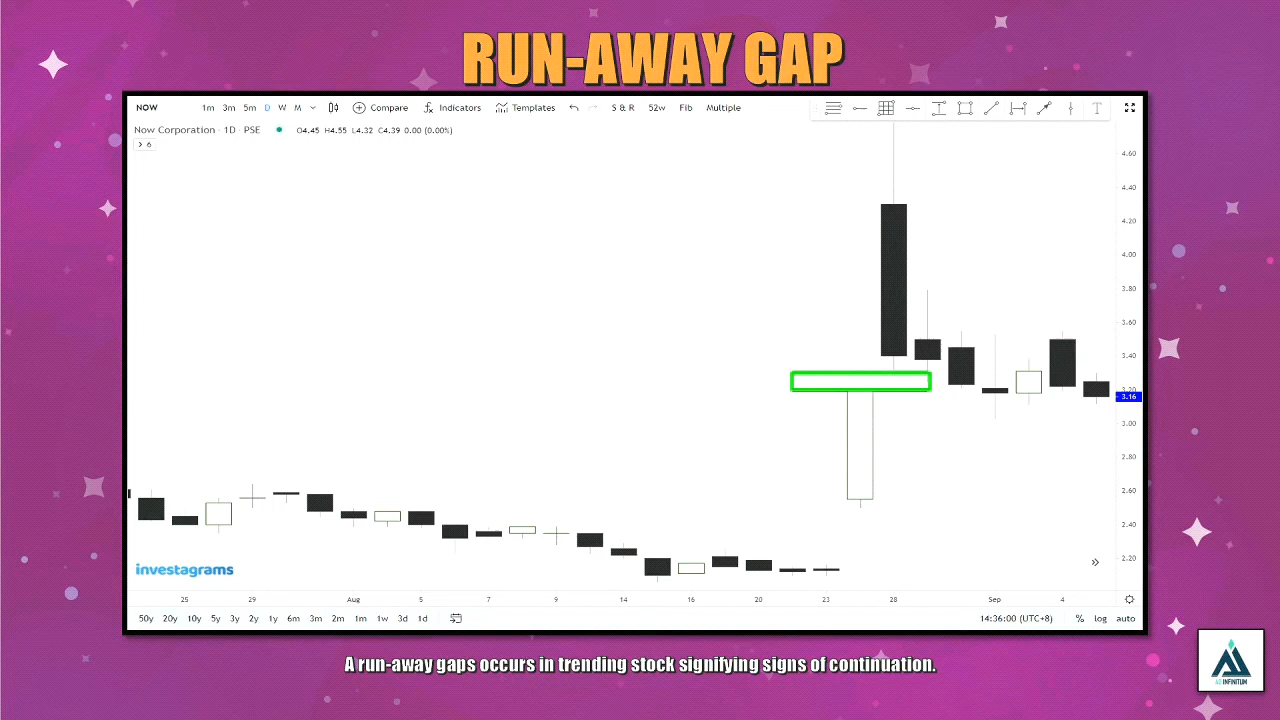 RUN-AWAY GAP
NOW 1m 3m 5m D W M Compare Indicators Templates S & R 52w Fib Multiple T
Now Corporation · 1D · PSE O4.45 H4.55 L4.32 C4.39 0.00 (0.00%)
6
4.60
4.40
4.20
4.00
3.80
3.60
3.40
3.20
3.16
3.00
2.80
2.60
2.40
2.20
investagrams
25 29 Aug 5 7 9 14 16 20 23 28 Sep 4
50y 20y 10y 5y 3y 2y 1y 6m 3m 2m 1m 1w 3d 1d 14:36:00 (UTC+8) % log auto
A run-away gaps occurs in trending stock signifying signs of continuation.
AD INFINITUM